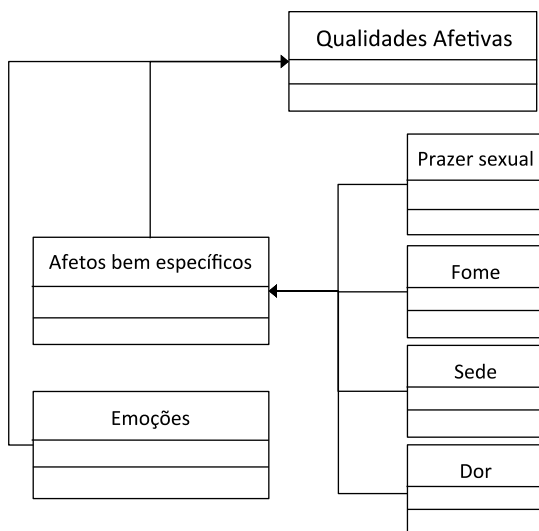 Qualidades Afetivas
Prazer sexual
Afetos bem específicos
Fome
Sede
Emoções
Dor